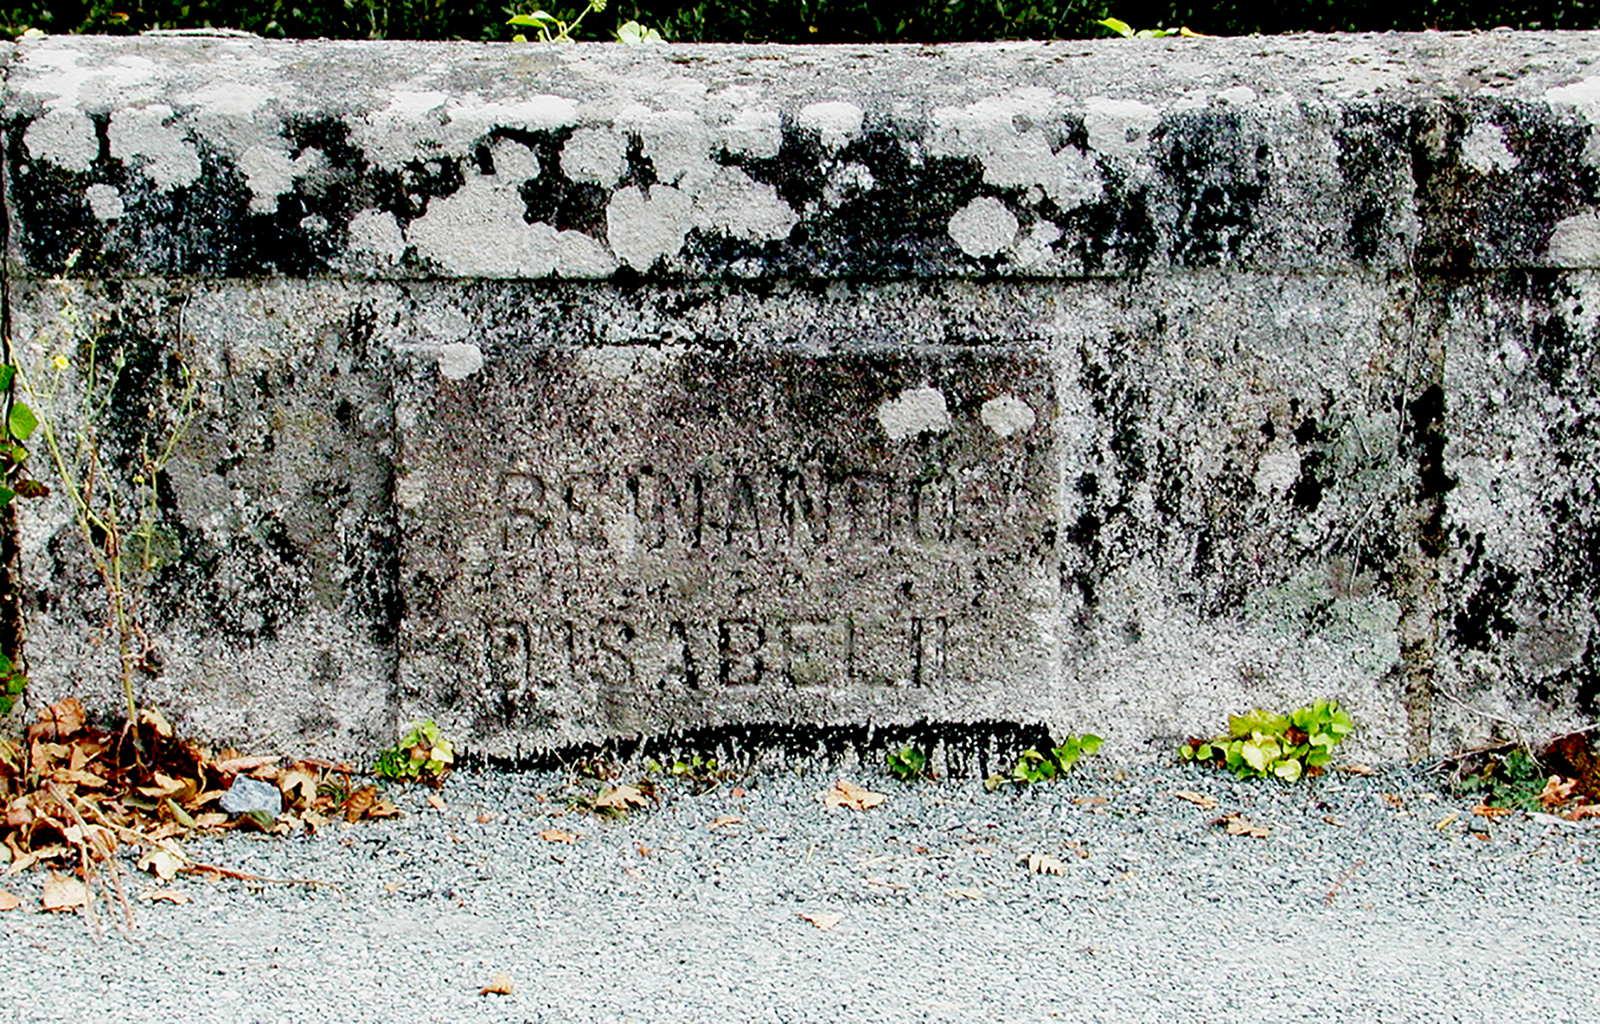 REINANDO
D. ISABEL II